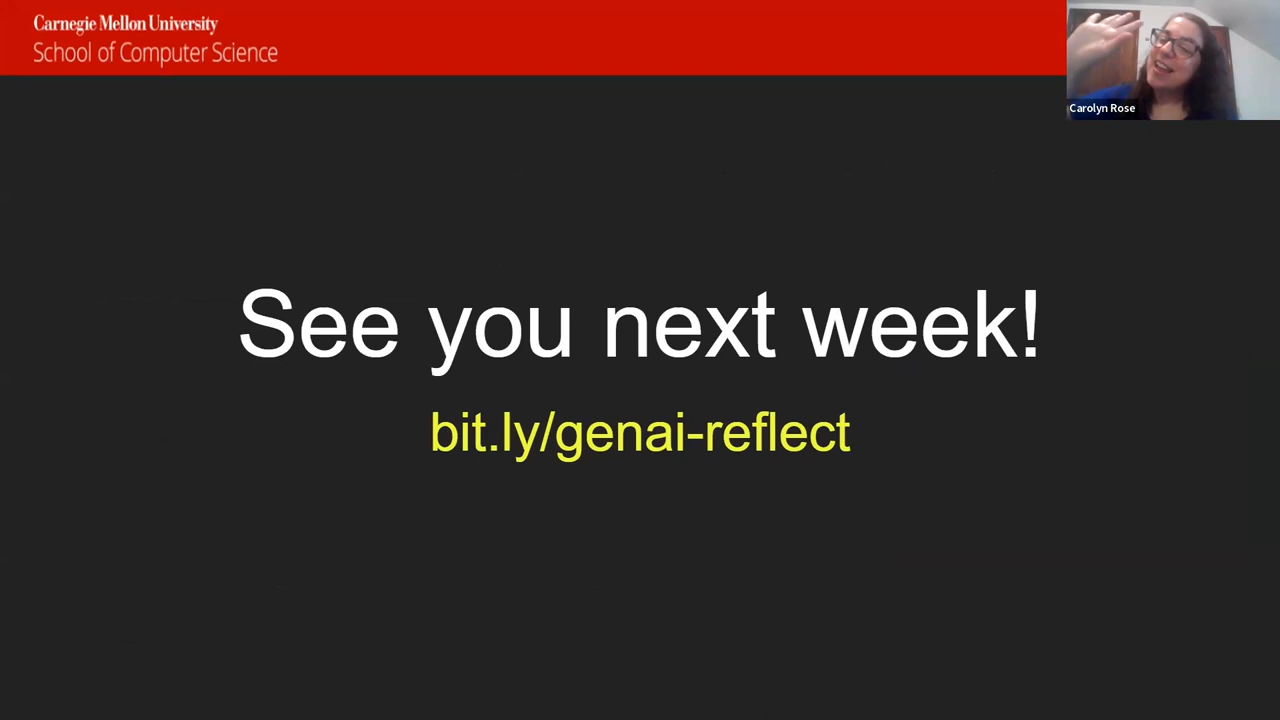 Carnegie Mellon University
School of Computer Science
Carolyn Rose
See you next week!
bit.ly/genai-reflect